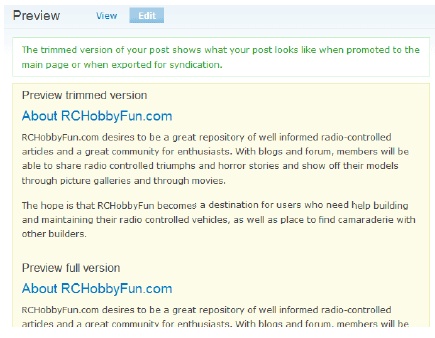 Preview View Edit
The trimmed version of your post shows what your post looks like when promoted to the
main page or when exported for syndication.
Preview trimmed version
About RCHobbyFun.com
RCHobbyFun.com desires to be a great repository of well informed radio-controlled
articles and a great community for enthusiasts. With blogs and forum, members will be
able to share radio controlled triumphs and horror stories and show off their models
through picture galleries and through movies.
The hope is that RCHobbyFun becomes a destination for users who need help building
and maintaining their radio controlled vehicles, as well as place to find camaraderie with
other builders.
Preview full version
About RCHobbyFun.com
RCHobbyFun.com desires to be a great repository of well informed radio-controlled
articles and a great community for enthusiasts. With blogs and forum, members will be